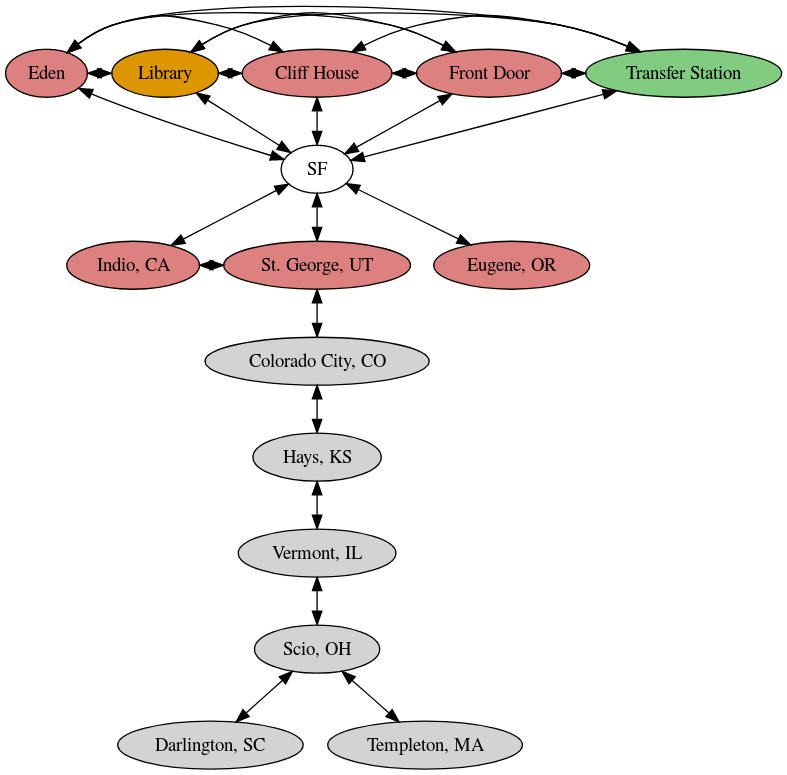 Eden
Library
Cliff House
Front Door
Transfer Station
SF
Indio, CA
St. George, UT
Eugene, OR
Colorado City, CO
Hays, KS
Vermont, IL
Scio, OH
Darlington, SC
Templeton, MA